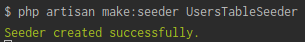 $ php artisan make:seeder UsersTableSeeder
Seeder created successfully.